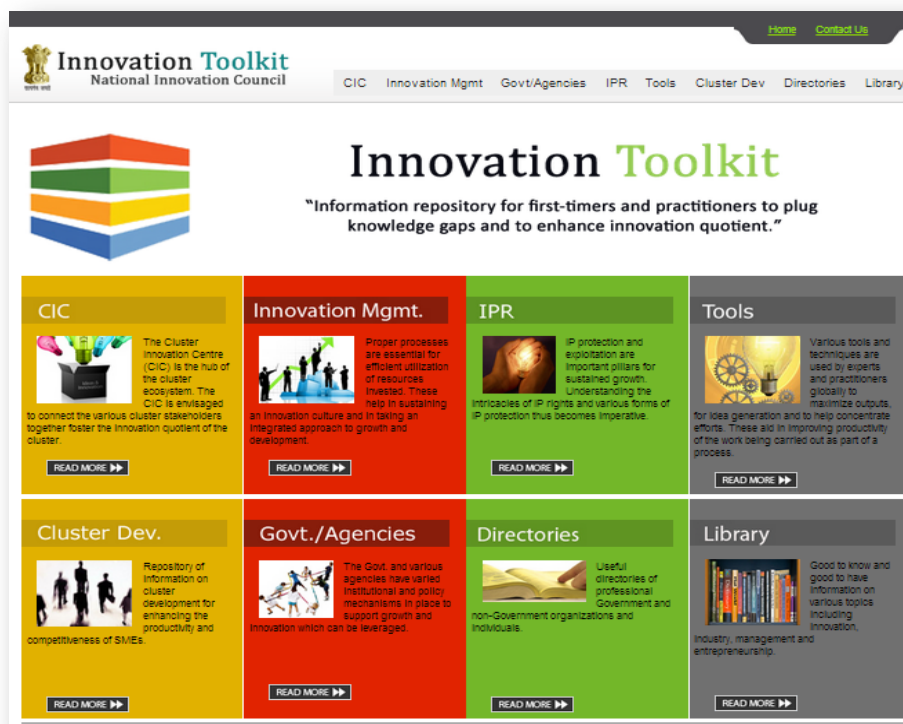 Home Contact Us
Innovation Toolkit
National Innovation Council
CIC Innovation Mgmt Govt/Agencies IPR Tools Cluster Dev Directories Library
Innovation Toolkit
"Information repository for first-timers and practitioners to plug
knowledge gaps and to enhance innovation quotient."
CIC
The Cluster
Innovation Centre
(CIC) is the hub of
the cluster
ecosystem. The
CIC is envisaged
to connect the various cluster stakeholders
together foster the innovation quotient of the
cluster.
READ MORE
Innovation Mgmt.
Proper processes
are essential for
efficient utilization
of resources
invested. These
help in sustaining
an innovation culture and in taking an
integrated approach to growth and
development.
READ MORE
IPR
IP protection and
exploitation are
important pillars for
sustained growth.
Understanding the
intricacies of IP rights and various forms of
IP protection thus becomes imperative.
READ MORE
Tools
Various tools and
techniques are
used by experts
and practitioners
globally to
maximize outputs,
for idea generation and to help concentrate
efforts. These aid in improving productivity
of the work being carried out as part of a
process.
READ MORE
Cluster Dev.
Repository of
information on
cluster
development for
enhancing the
productivity and
competitiveness of SMEs.
READ MORE
Govt./Agencies
The Govt. and various
agencies have varied
institutional and policy
mechanisms in place to
support growth and
innovation which can be leveraged.
READ MORE
Directories
Useful
directories of
professional
Government and
non-Government organizations and
individuals.
READ MORE
Library
Good to know and
good to have
information on
various topics
including
innovation,
industry, management and
entrepreneurship.
READ MORE